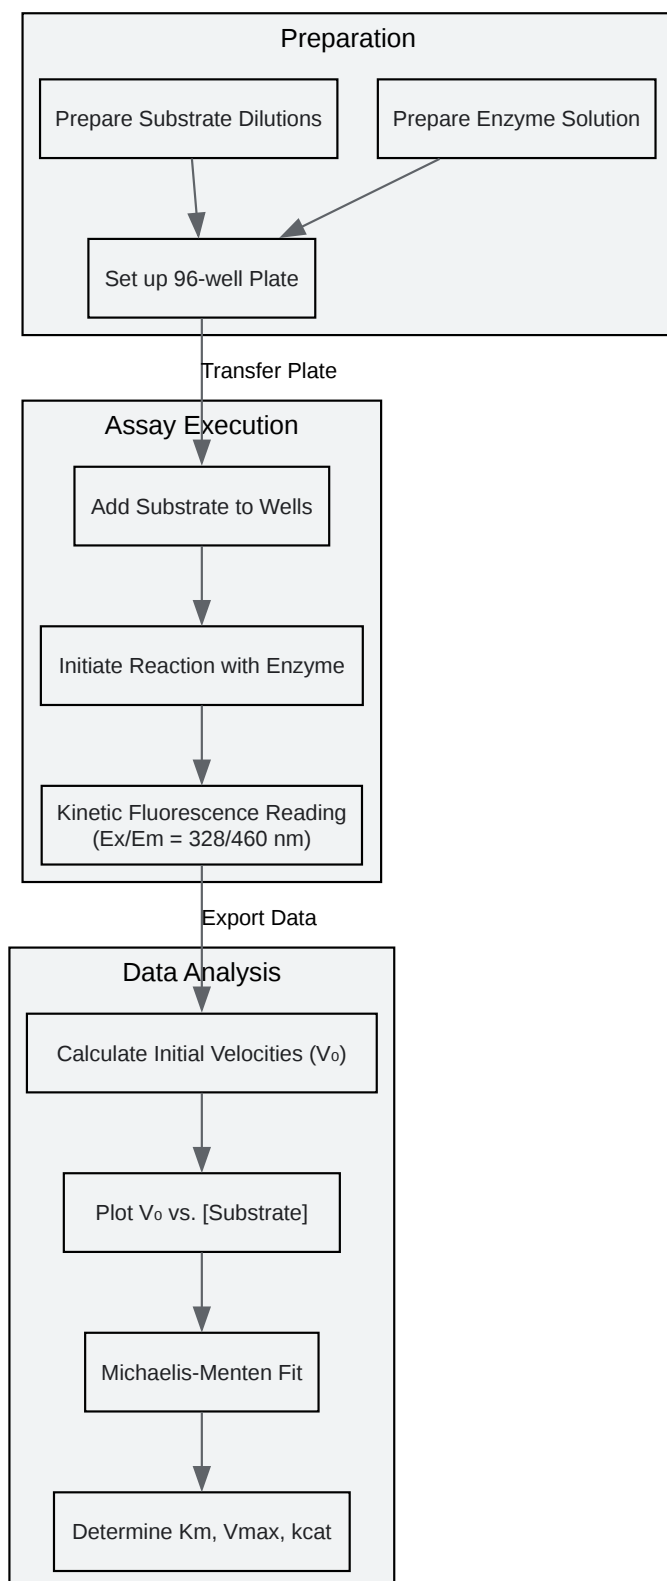 Preparation
Prepare Substrate Dilutions
Prepare Enzyme Solution
Set up 96-well Plate
Transfer Plate
Assay Execution
Add Substrate to Wells
Initiate Reaction with Enzyme
Kinetic Fluorescence Reading
(Ex/Em = 328/460 nm)
Export Data
Data Analysis
Calculate Initial Velocities (V₀)
Plot V₀ vs. [Substrate]
Michaelis-Menten Fit
Determine Km, Vmax, kcat